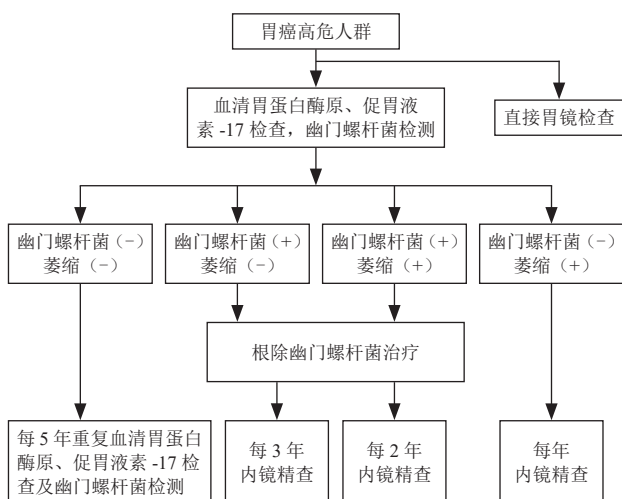 胃癌高危人群
血清胃蛋白酶原、促胃液
素 -17 检查，幽门螺杆菌检测
直接胃镜检查
幽门螺杆菌（−）
萎缩（−）
幽门螺杆菌（+）
萎缩（−）
幽门螺杆菌（+）
萎缩（+）
幽门螺杆菌（−）
萎缩（+）
根除幽门螺杆菌治疗
每 5 年重复血清胃蛋白
酶原、促胃液素 -17 检
查及幽门螺杆菌检测
每 3 年
内镜精查
每 2 年
内镜精查
每年
内镜精查